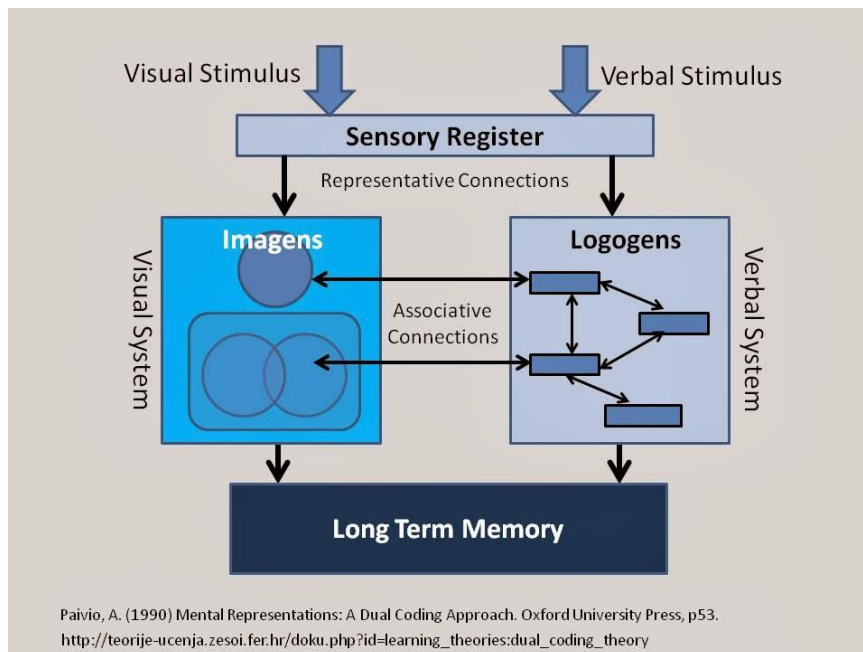 Visual Stimulus
Verbal Stimulus
Sensory Register
Representative Connections
Imagens
Logogens
Visual System
Associative
Connections
Verbal System
Long Term Memory
Paivio, A. (1990) Mental Representations: A Dual Coding Approach. Oxford University Press, p53.
http://teorije-ucenja.zesoi.fer.hr/doku.php?id=learning_theories:dual_coding_theory